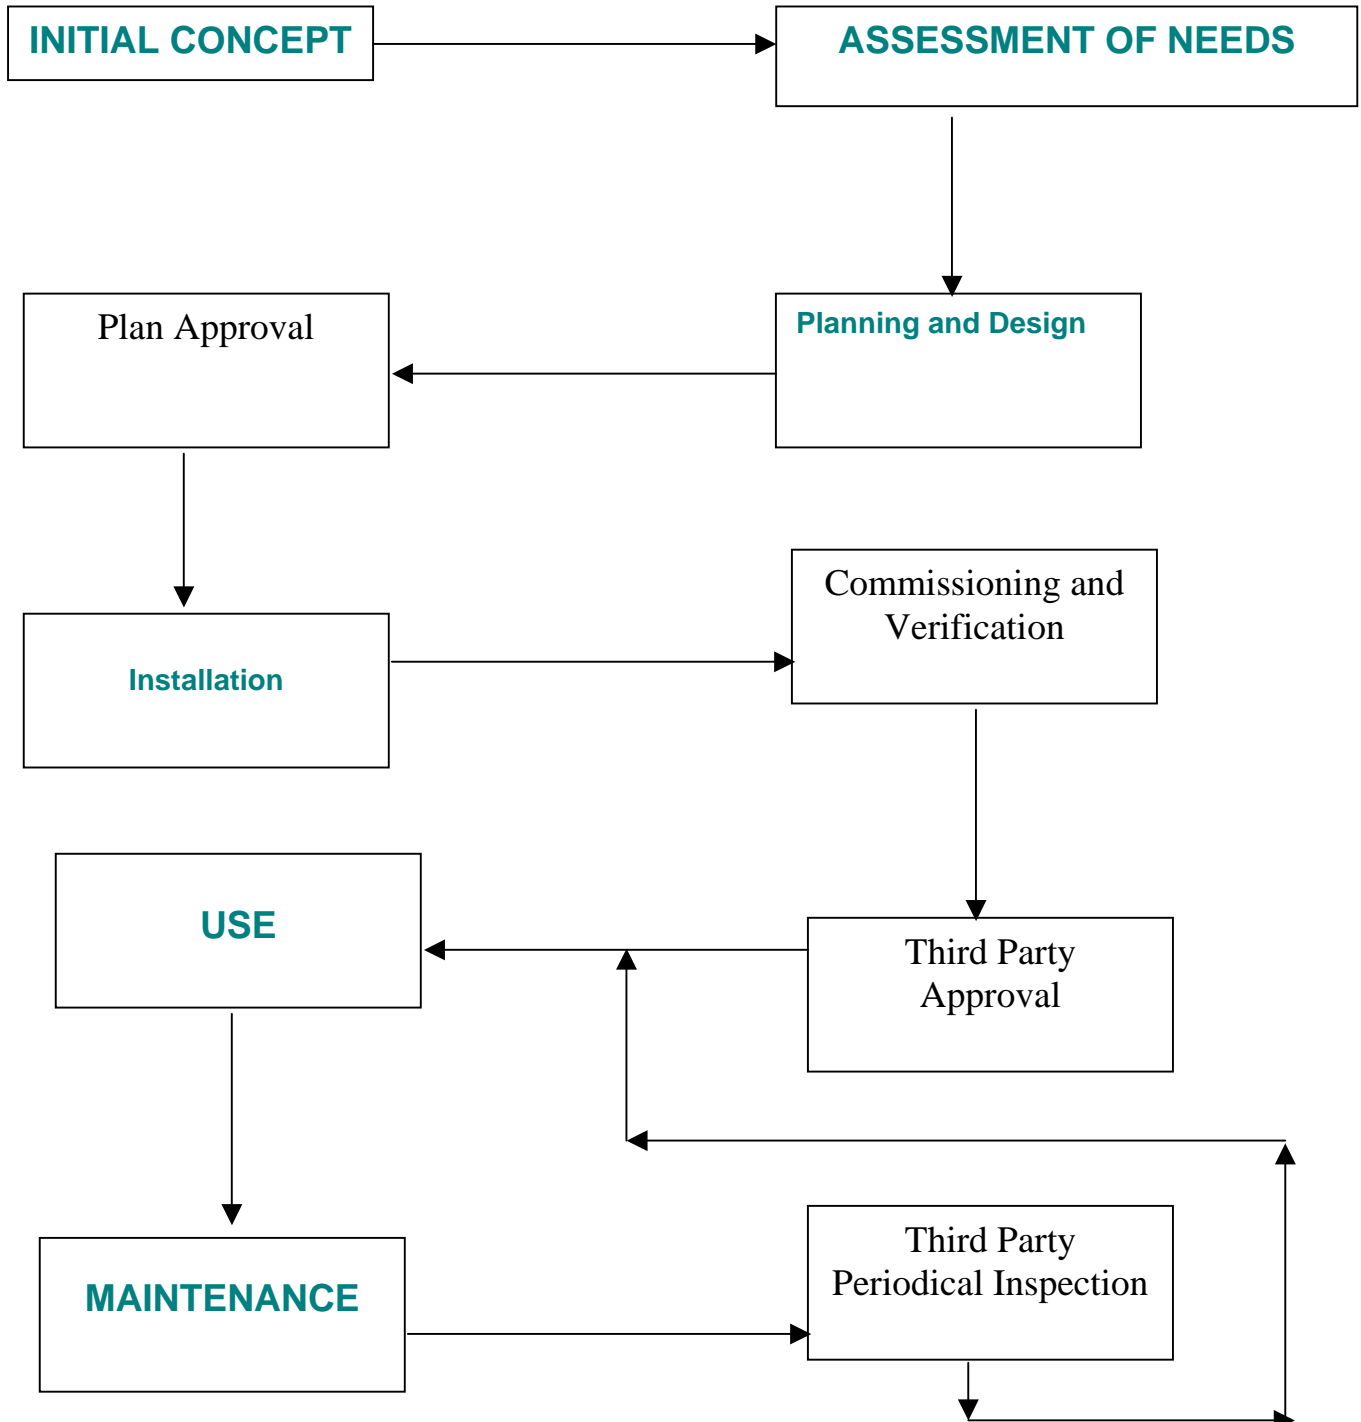 INITIAL CONCEPT
ASSESSMENT OF NEEDS
Plan Approval
Planning and Design
Commissioning and
Verification
Installation
USE
Third Party
Approval
Third Party
Periodical Inspection
MAINTENANCE